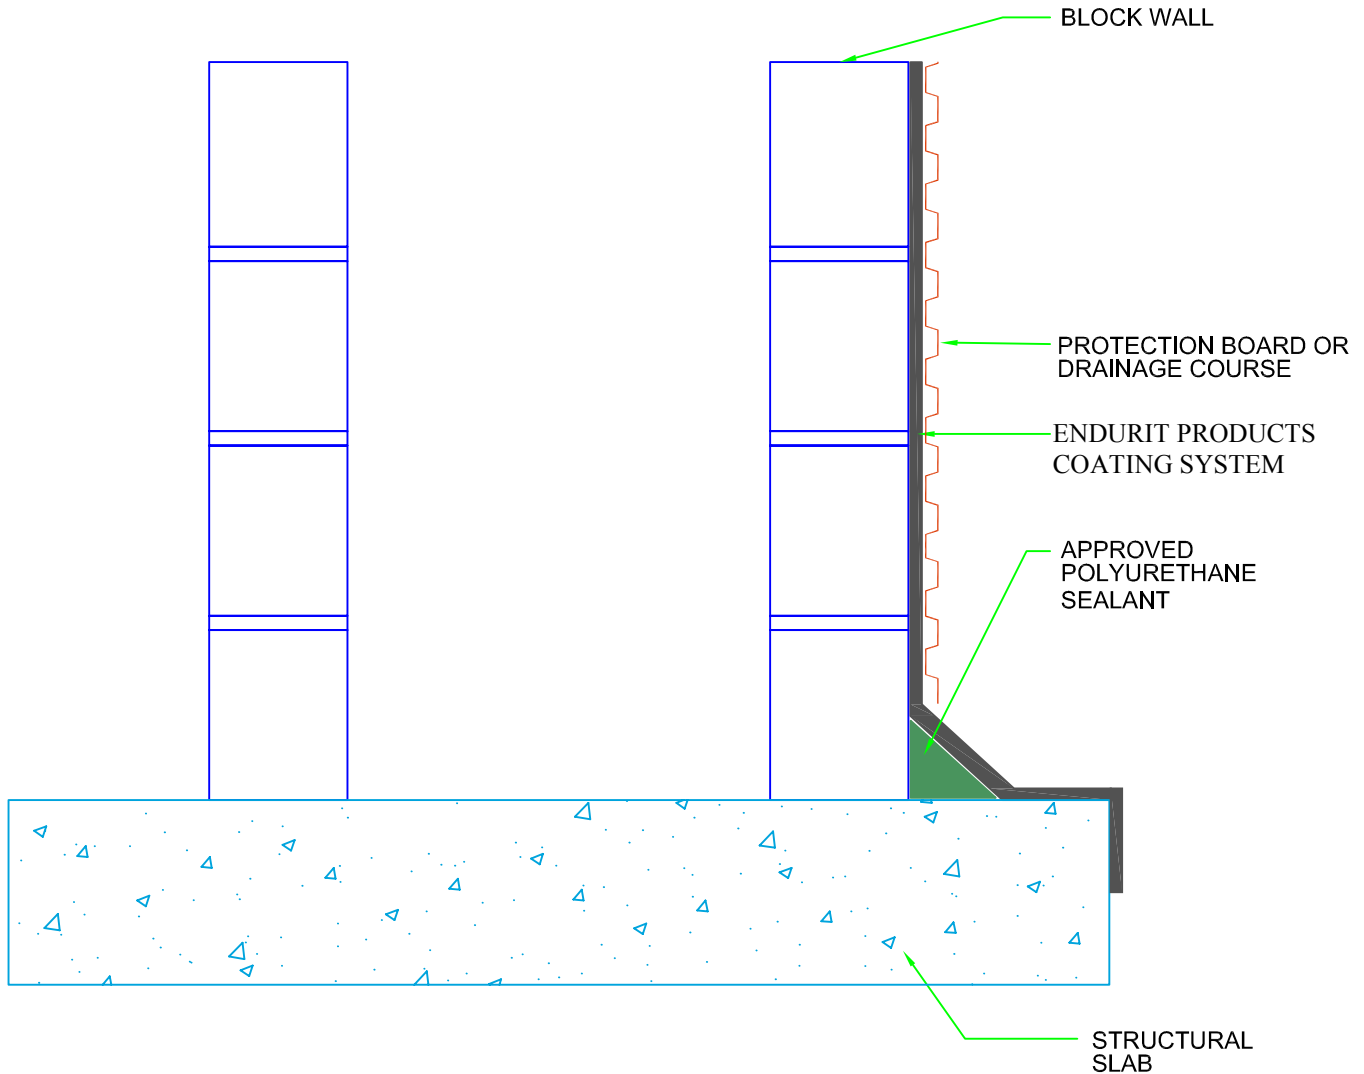 BLOCK WALL
PROTECTION BOARD OR
DRAINAGE COURSE
ENDURIT PRODUCTS
COATING SYSTEM
APPROVED
POLYURETHANE
SEALANT
STRUCTURAL
SLAB